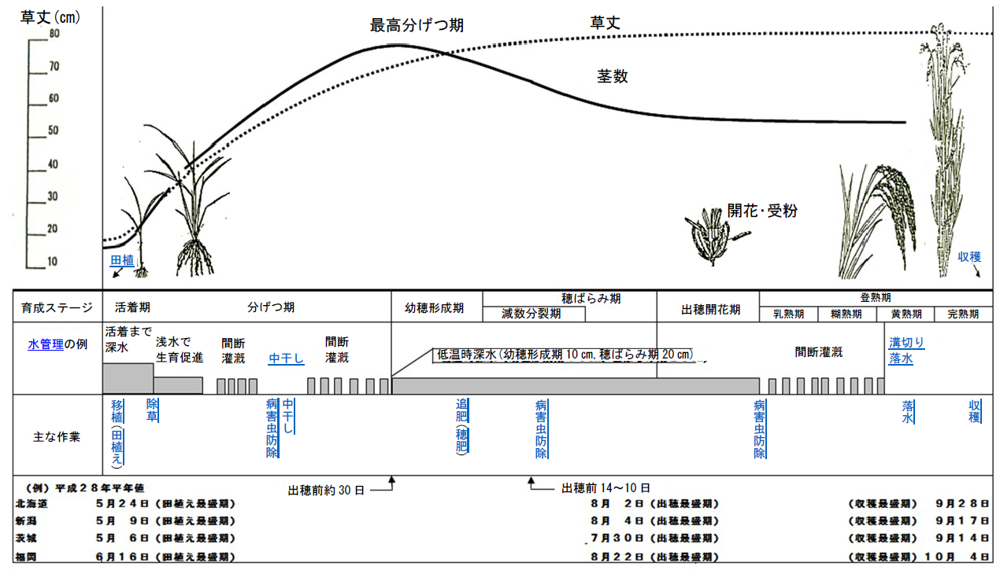 草丈(cm)
80
70
60
50
40
30
20
10
最高分げつ期
草丈
茎数
開花・受粉
田植
収穫
育成ステージ
活着期
分げつ期
幼穂形成期
穂ばらみ期
減数分裂期
出穂開花期
登熟期
乳熟期
糊熟期
黄熟期
完熟期
水管理の例
活着まで
深水
浅水で
生育促進
間断
灌漑
中干し
間断
灌漑
低温時深水(幼穂形成期10cm,穂ばらみ期20cm)
間断灌漑
溝切り
落水
主な作業
移植(田植え)
除草
病害虫防除
中干し
追肥(穂肥)
病害虫防除
病害虫防除
落水
収穫
(例)平成28年平年値
出穂前約30日
出穂前14～10日
北海道 5月24日(田植え最盛期) 8月 2日(出穂最盛期) (収穫最盛期) 9月28日
新潟 5月 9日(田植え最盛期) 8月 4日(出穂最盛期) (収穫最盛期) 9月17日
茨城 5月 6日(田植え最盛期) 7月30日(出穂最盛期) (収穫最盛期) 9月14日
福岡 6月16日(田植え最盛期) 8月22日(出穂最盛期) (収穫最盛期) 10月 4日